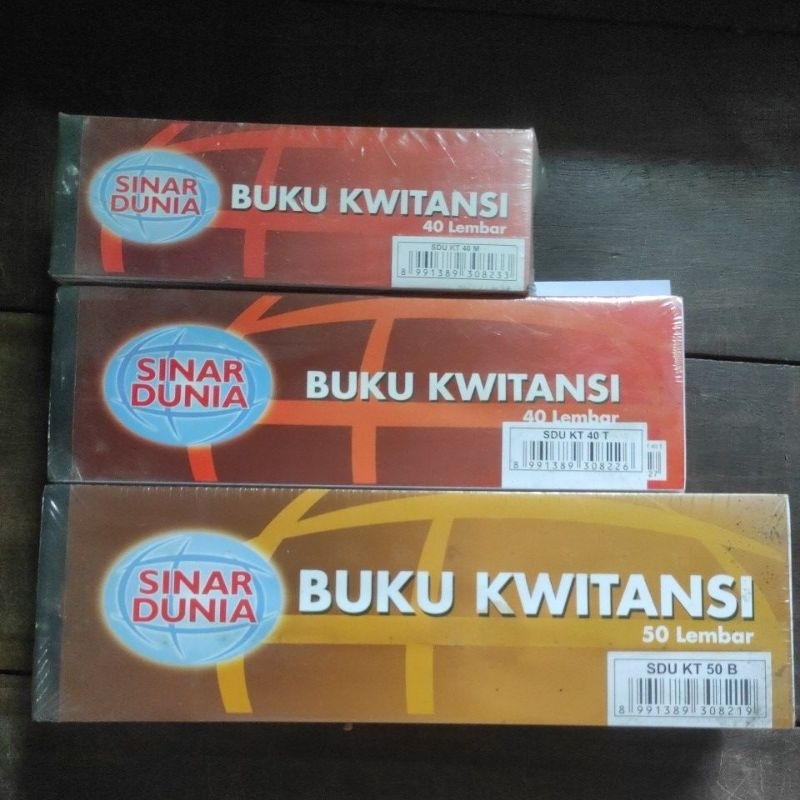 SINAR
DUNIA
BUKU KWITANSI
40 Lembar
SDU KT 40 M
8 991389 308233
SINAR
DUNIA
BUKU KWITANSI
40 Lembar
SDU KT 40 T
8 991389 308226
SINAR
DUNIA
BUKU KWITANSI
50 Lembar
SDU KT 50 B
8 991389 308219